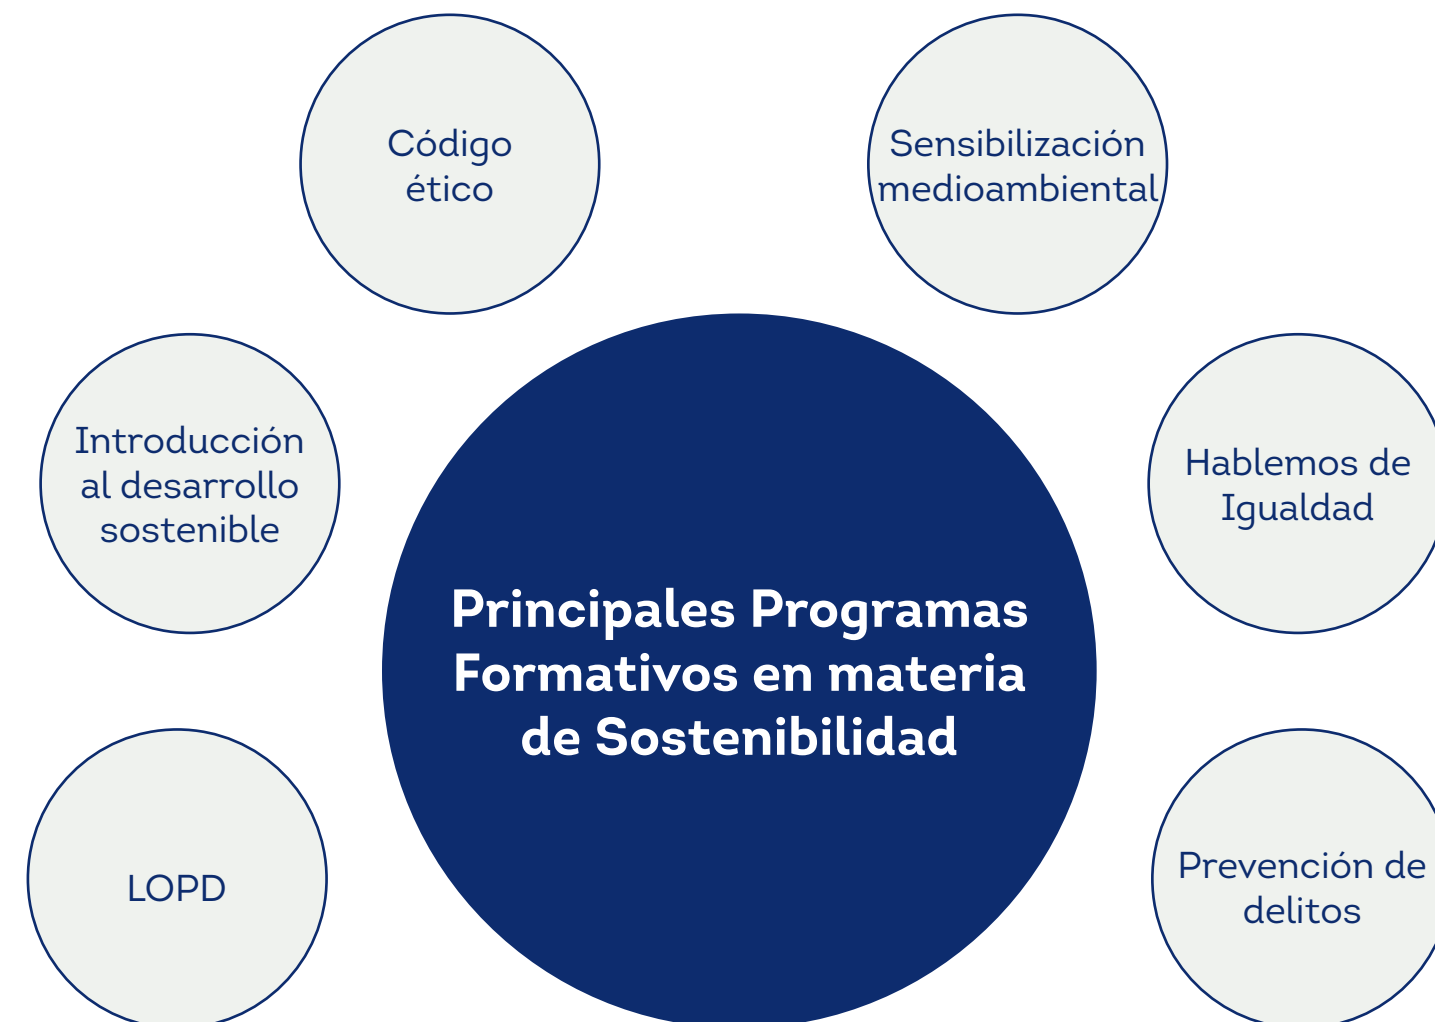 Código
ético
Sensibilización
medioambiental
Introducción
al desarrollo
sostenible
Hablemos de
Igualdad
Principales Programas
Formativos en materia
de Sostenibilidad
LOPD
Prevención de
delitos